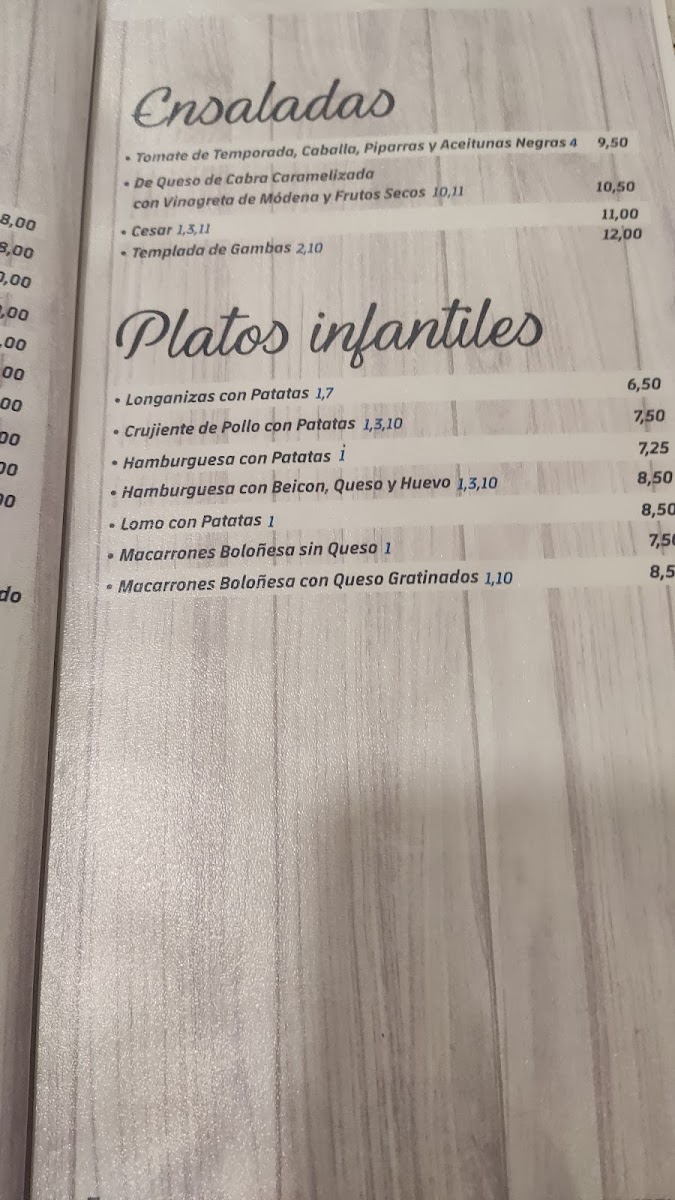 Ensaladas
• Tomate de Temporada, Caballa, Piparras y Aceitunas Negras 4 9,50
• De Queso de Cabra Caramelizada
con Vinagreta de Módena y Frutos Secos 10,11 10,50
• Cesar 1,3,11 11,00
• Templada de Gambas 2,10 12,00
Platos infantiles
• Longanizas con Patatas 1,7 6,50
• Crujiente de Pollo con Patatas 1,3,10 7,50
• Hamburguesa con Patatas 1 7,25
• Hamburguesa con Beicon, Queso y Huevo 1,3,10 8,50
• Lomo con Patatas 1 8,50
• Macarrones Boloñesa sin Queso 1 7,5
• Macarrones Boloñesa con Queso Gratinados 1,10 8,5